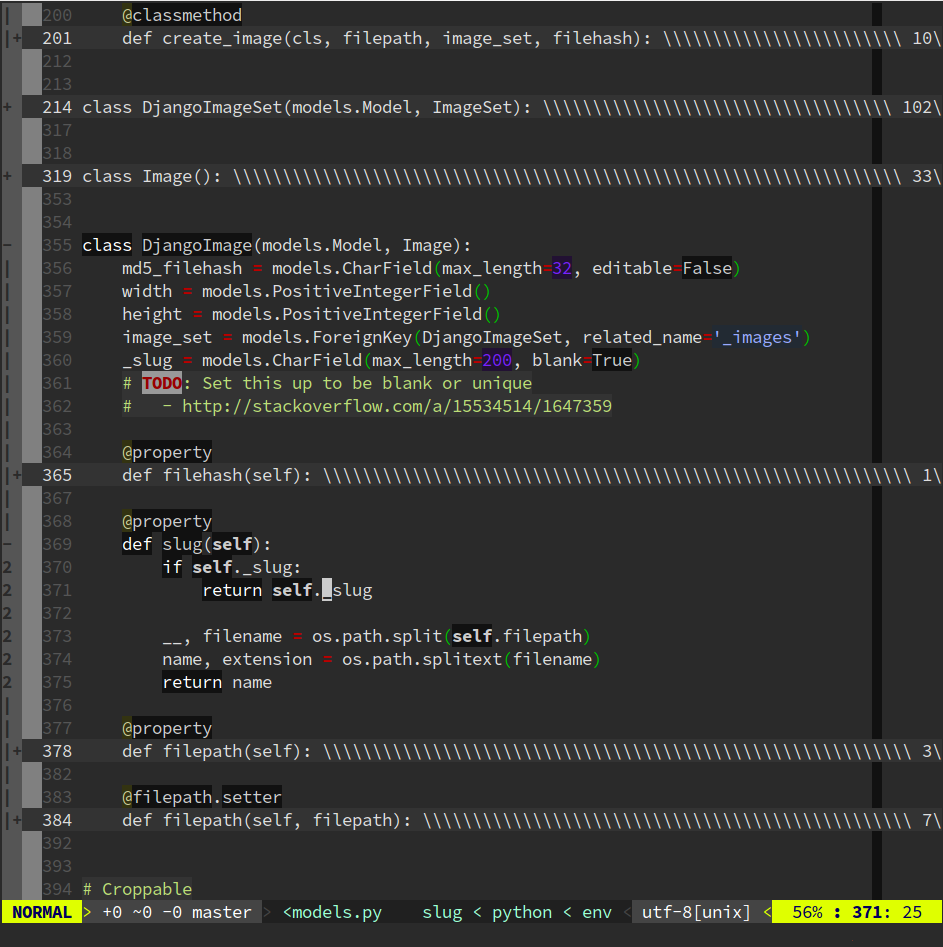 200     @classmethod
|+ 201     def create_image(cls, filepath, image_set, filehash): \\\\\\\\\\\\\\\\\\\\\\\\ 10\
212
213
+ 214 class DjangoImageSet(models.Model, ImageSet): \\\\\\\\\\\\\\\\\\\\\\\\\\\\\\\\\\\ 102\
317
318
+ 319 class Image(): \\\\\\\\\\\\\\\\\\\\\\\\\\\\\\\\\\\\\\\\\\\\\\\\\\\\\\\\\\\\\\\\\\\ 33\
353
354
- 355 class DjangoImage(models.Model, Image):
| 356     md5_filehash = models.CharField(max_length=32, editable=False)
| 357     width = models.PositiveIntegerField()
| 358     height = models.PositiveIntegerField()
| 359     image_set = models.ForeignKey(DjangoImageSet, related_name='_images')
| 360     _slug = models.CharField(max_length=200, blank=True)
| 361     # TODO: Set this up to be blank or unique
| 362     #   - http://stackoverflow.com/a/15534514/1647359
| 363
| 364     @property
|+ 365     def filehash(self): \\\\\\\\\\\\\\\\\\\\\\\\\\\\\\\\\\\\\\\\\\\\\\\\\\\\\\\\\\\ 1\
| 367
| 368     @property
- 369     def slug(self):
2 370         if self._slug:
2 371             return self._slug
2 372
2 373         __, filename = os.path.split(self.filepath)
2 374         name, extension = os.path.splitext(filename)
2 375         return name
| 376
| 377     @property
|+ 378     def filepath(self): \\\\\\\\\\\\\\\\\\\\\\\\\\\\\\\\\\\\\\\\\\\\\\\\\\\\\\\\\\\ 3\
| 382
| 383     @filepath.setter
|+ 384     def filepath(self, filepath): \\\\\\\\\\\\\\\\\\\\\\\\\\\\\\\\\\\\\\\\\\\\\\\\\ 7\
392
393
394 # Croppable
NORMAL > +0 ~0 -0 master > <models.py    slug < python < env < utf-8[unix] < 56% : 371: 25